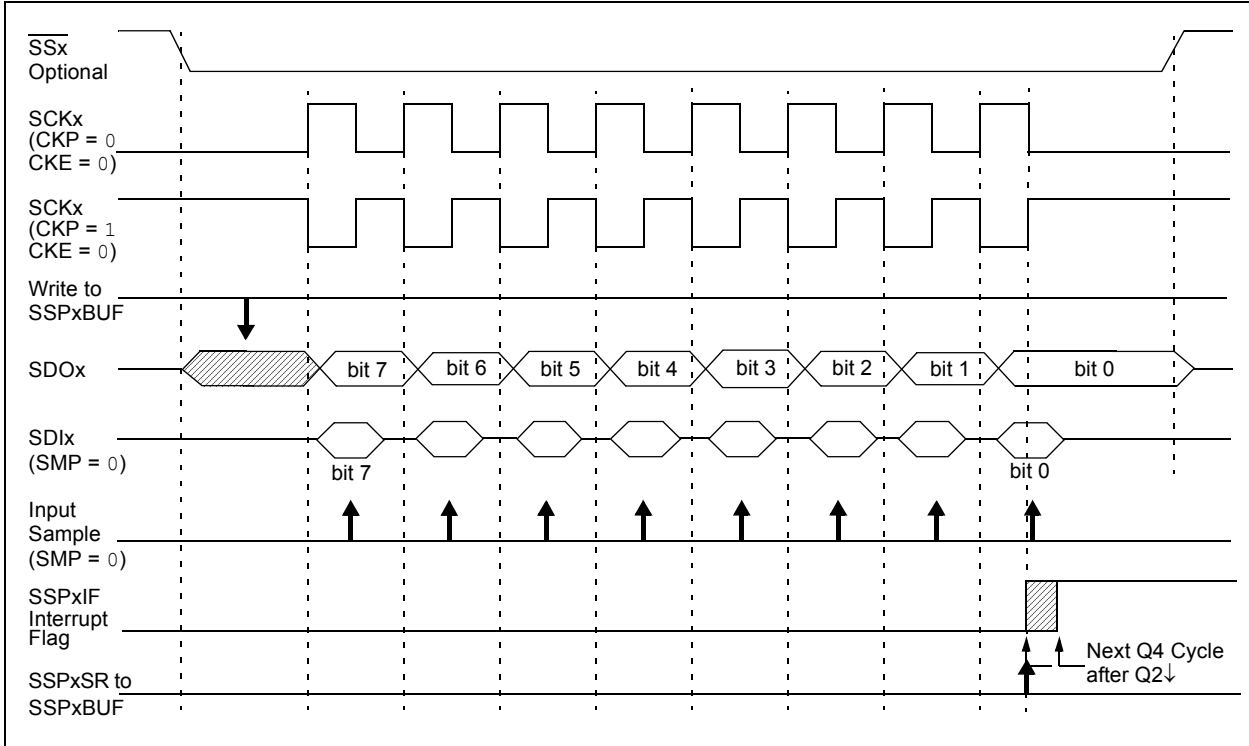 SSx
Optional
SCKx
(CKP = 0
CKE = 0)
SCKx
(CKP = 1
CKE = 0)
Write to
SSPxBUF
SDOx
bit 7
bit 6
bit 5
bit 4
bit 3
bit 2
bit 1
bit 0
SDIx
(SMP = 0)
bit 7
bit 0
Input
Sample
(SMP = 0)
SSPxIF
Interrupt
Flag
Next Q4 Cycle
after Q2↓
SSPxSR to
SSPxBUF